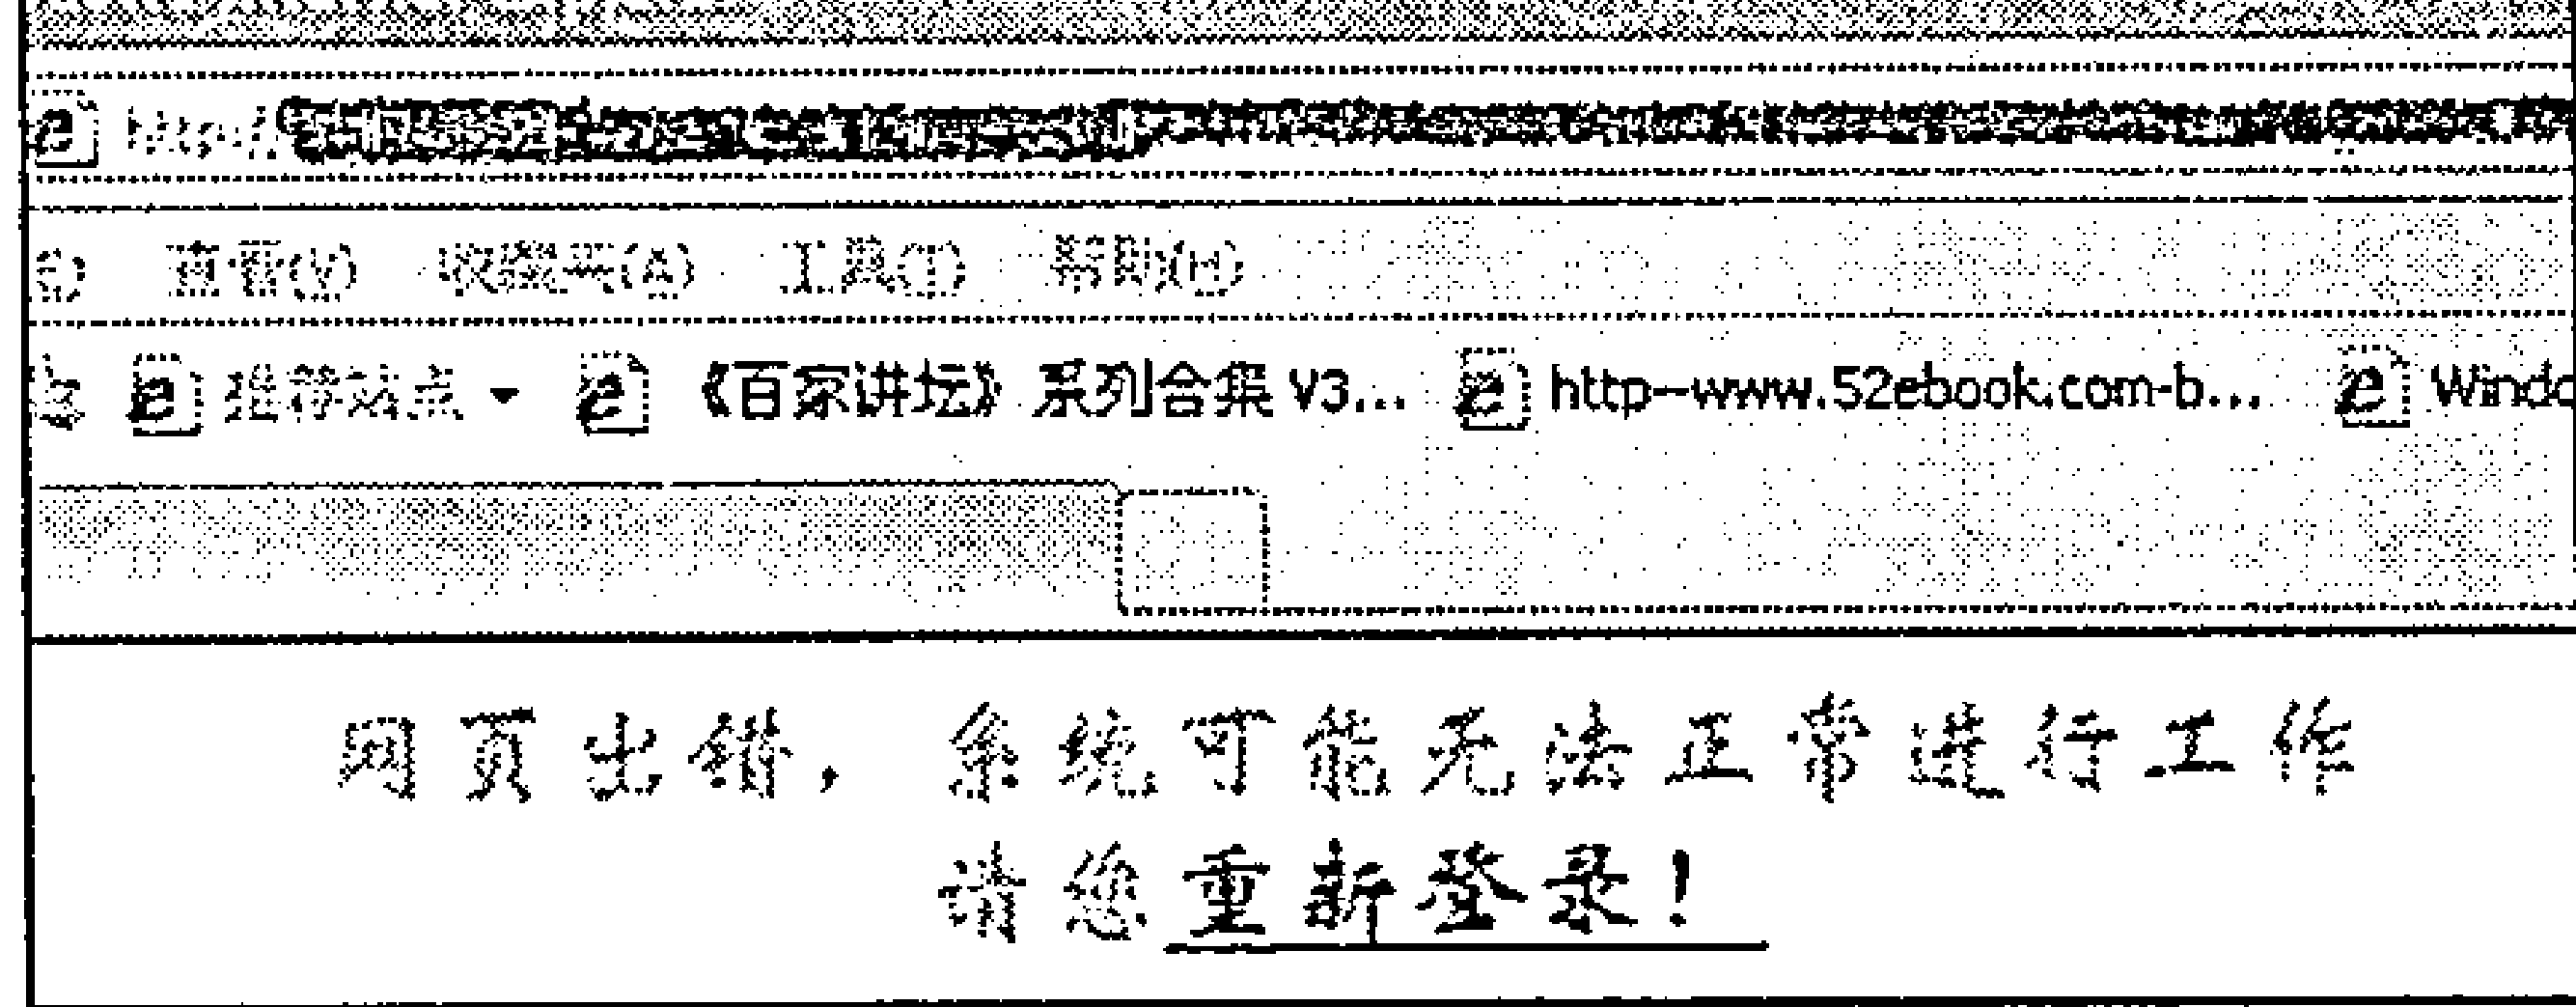 查看(V) 收藏夹(A) 工具(T) 帮助(H)
推荐站点 《百家讲坛》系列合集 V3... http--www.52ebook.com-b... Windo
网页出错，系统可能无法正常进行工作
请您重新登录！